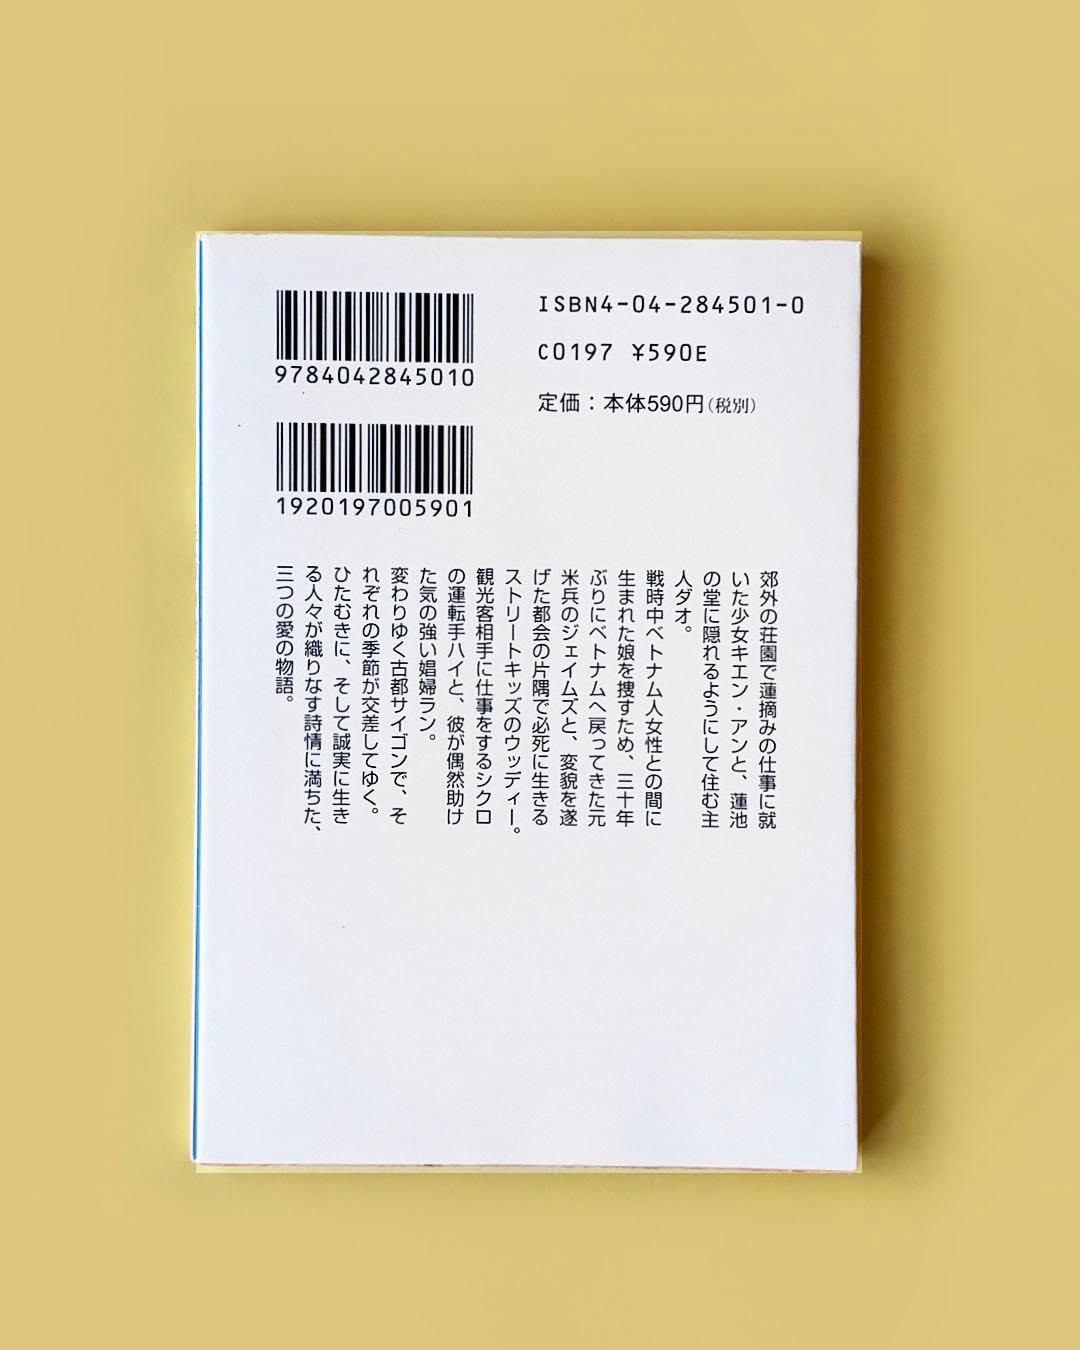 9784042845010
1920197005901
ISBN4-04-284501-0
C0197 ¥590E
定価：本体590円（税別）
郊外の荘園で蓮摘みの仕事に就
いた少女キエン・アンと、蓮池
の堂に隠れるようにして住む主
人ダオ。
戦時中ベトナム人女性との間に
生まれた娘を捜すため、三十年
ぶりにベトナムへ戻ってきた元
米兵のジェイムズと、変貌を遂
げた都会の片隅で必死に生きる
ストリートキッズのウッディー。
観光客相手に仕事をするシクロ
の運転手ハイと、彼が偶然助け
た気の強い娼婦ラン。
変わりゆく古都サイゴンで、そ
れぞれの季節が交差してゆく。
ひたむきに、そして誠実に生き
る人々が織りなす詩情に満ちた、
三つの愛の物語。